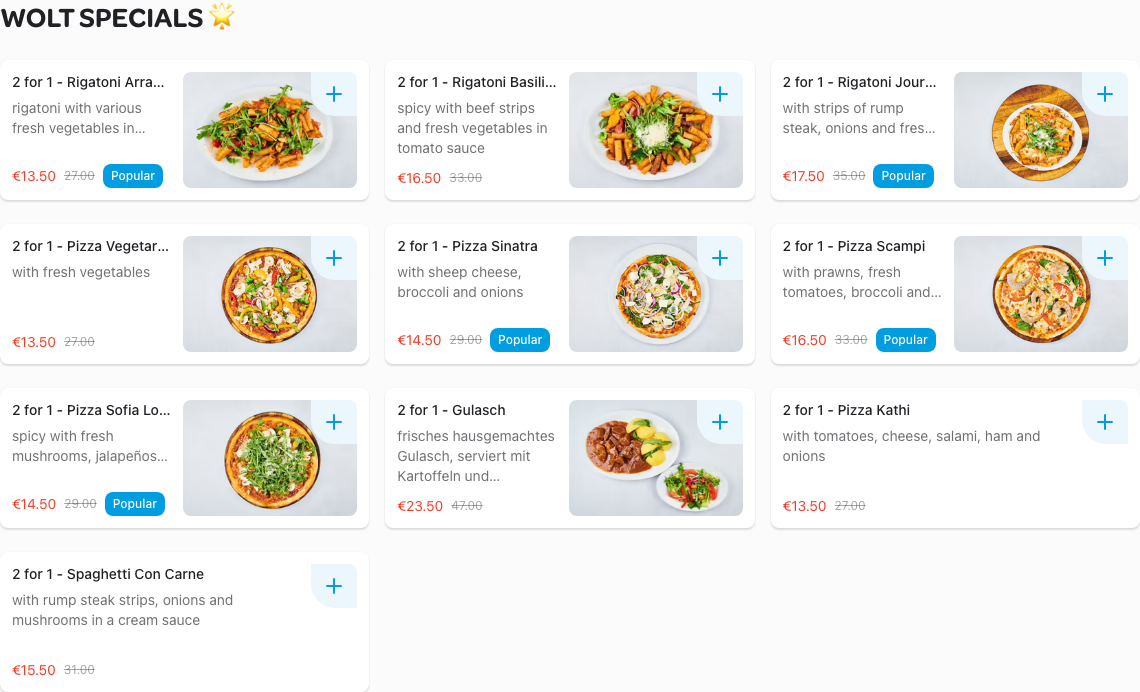 WOLT SPECIALS 🌟
2 for 1 - Rigatoni Arra...
rigatoni with various
fresh vegetables in...
€13.50 27.00 Popular
2 for 1 - Rigatoni Basili...
spicy with beef strips
and fresh vegetables in
tomato sauce
€16.50 33.00
2 for 1 - Rigatoni Jour...
with strips of rump
steak, onions and fres...
€17.50 35.00 Popular
2 for 1 - Pizza Vegetar...
with fresh vegetables
€13.50 27.00
2 for 1 - Pizza Sinatra
with sheep cheese,
broccoli and onions
€14.50 29.00 Popular
2 for 1 - Pizza Scampi
with prawns, fresh
tomatoes, broccoli and...
€16.50 33.00 Popular
2 for 1 - Pizza Sofia Lo...
spicy with fresh
mushrooms, jalapeños...
€14.50 29.00 Popular
2 for 1 - Gulasch
frisches hausgemachtes
Gulasch, serviert mit
Kartoffeln und...
€23.50 47.00
2 for 1 - Pizza Kathi
with tomatoes, cheese, salami, ham and
onions
€13.50 27.00
2 for 1 - Spaghetti Con Carne
with rump steak strips, onions and
mushrooms in a cream sauce
€15.50 31.00